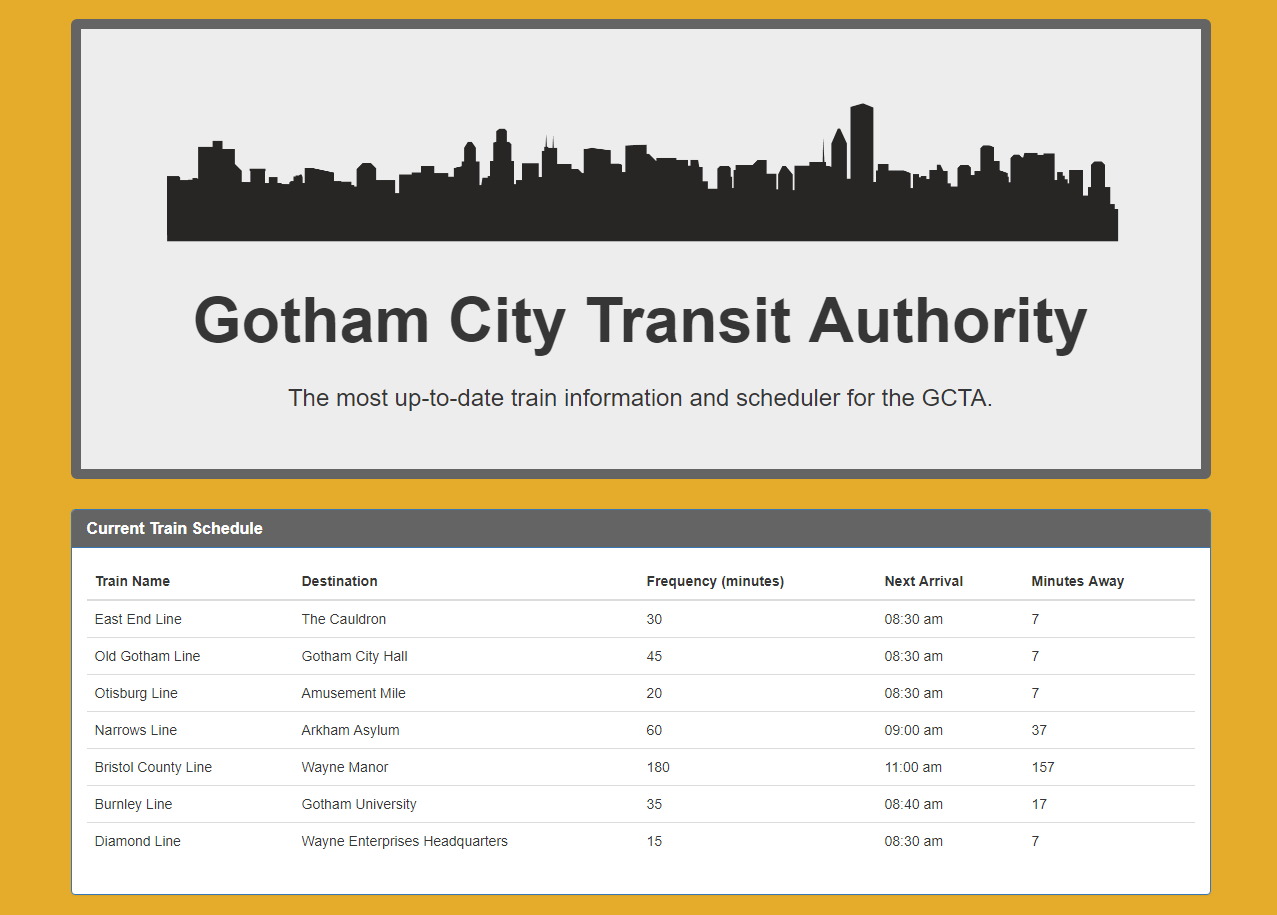 Gotham City Transit Authority
The most up-to-date train information and scheduler for the GCTA.
Current Train Schedule
Train Name Destination Frequency (minutes) Next Arrival Minutes Away
East End Line The Cauldron 30 08:30 am 7
Old Gotham Line Gotham City Hall 45 08:30 am 7
Otisburg Line Amusement Mile 20 08:30 am 7
Narrows Line Arkham Asylum 60 09:00 am 37
Bristol County Line Wayne Manor 180 11:00 am 157
Burnley Line Gotham University 35 08:40 am 17
Diamond Line Wayne Enterprises Headquarters 15 08:30 am 7